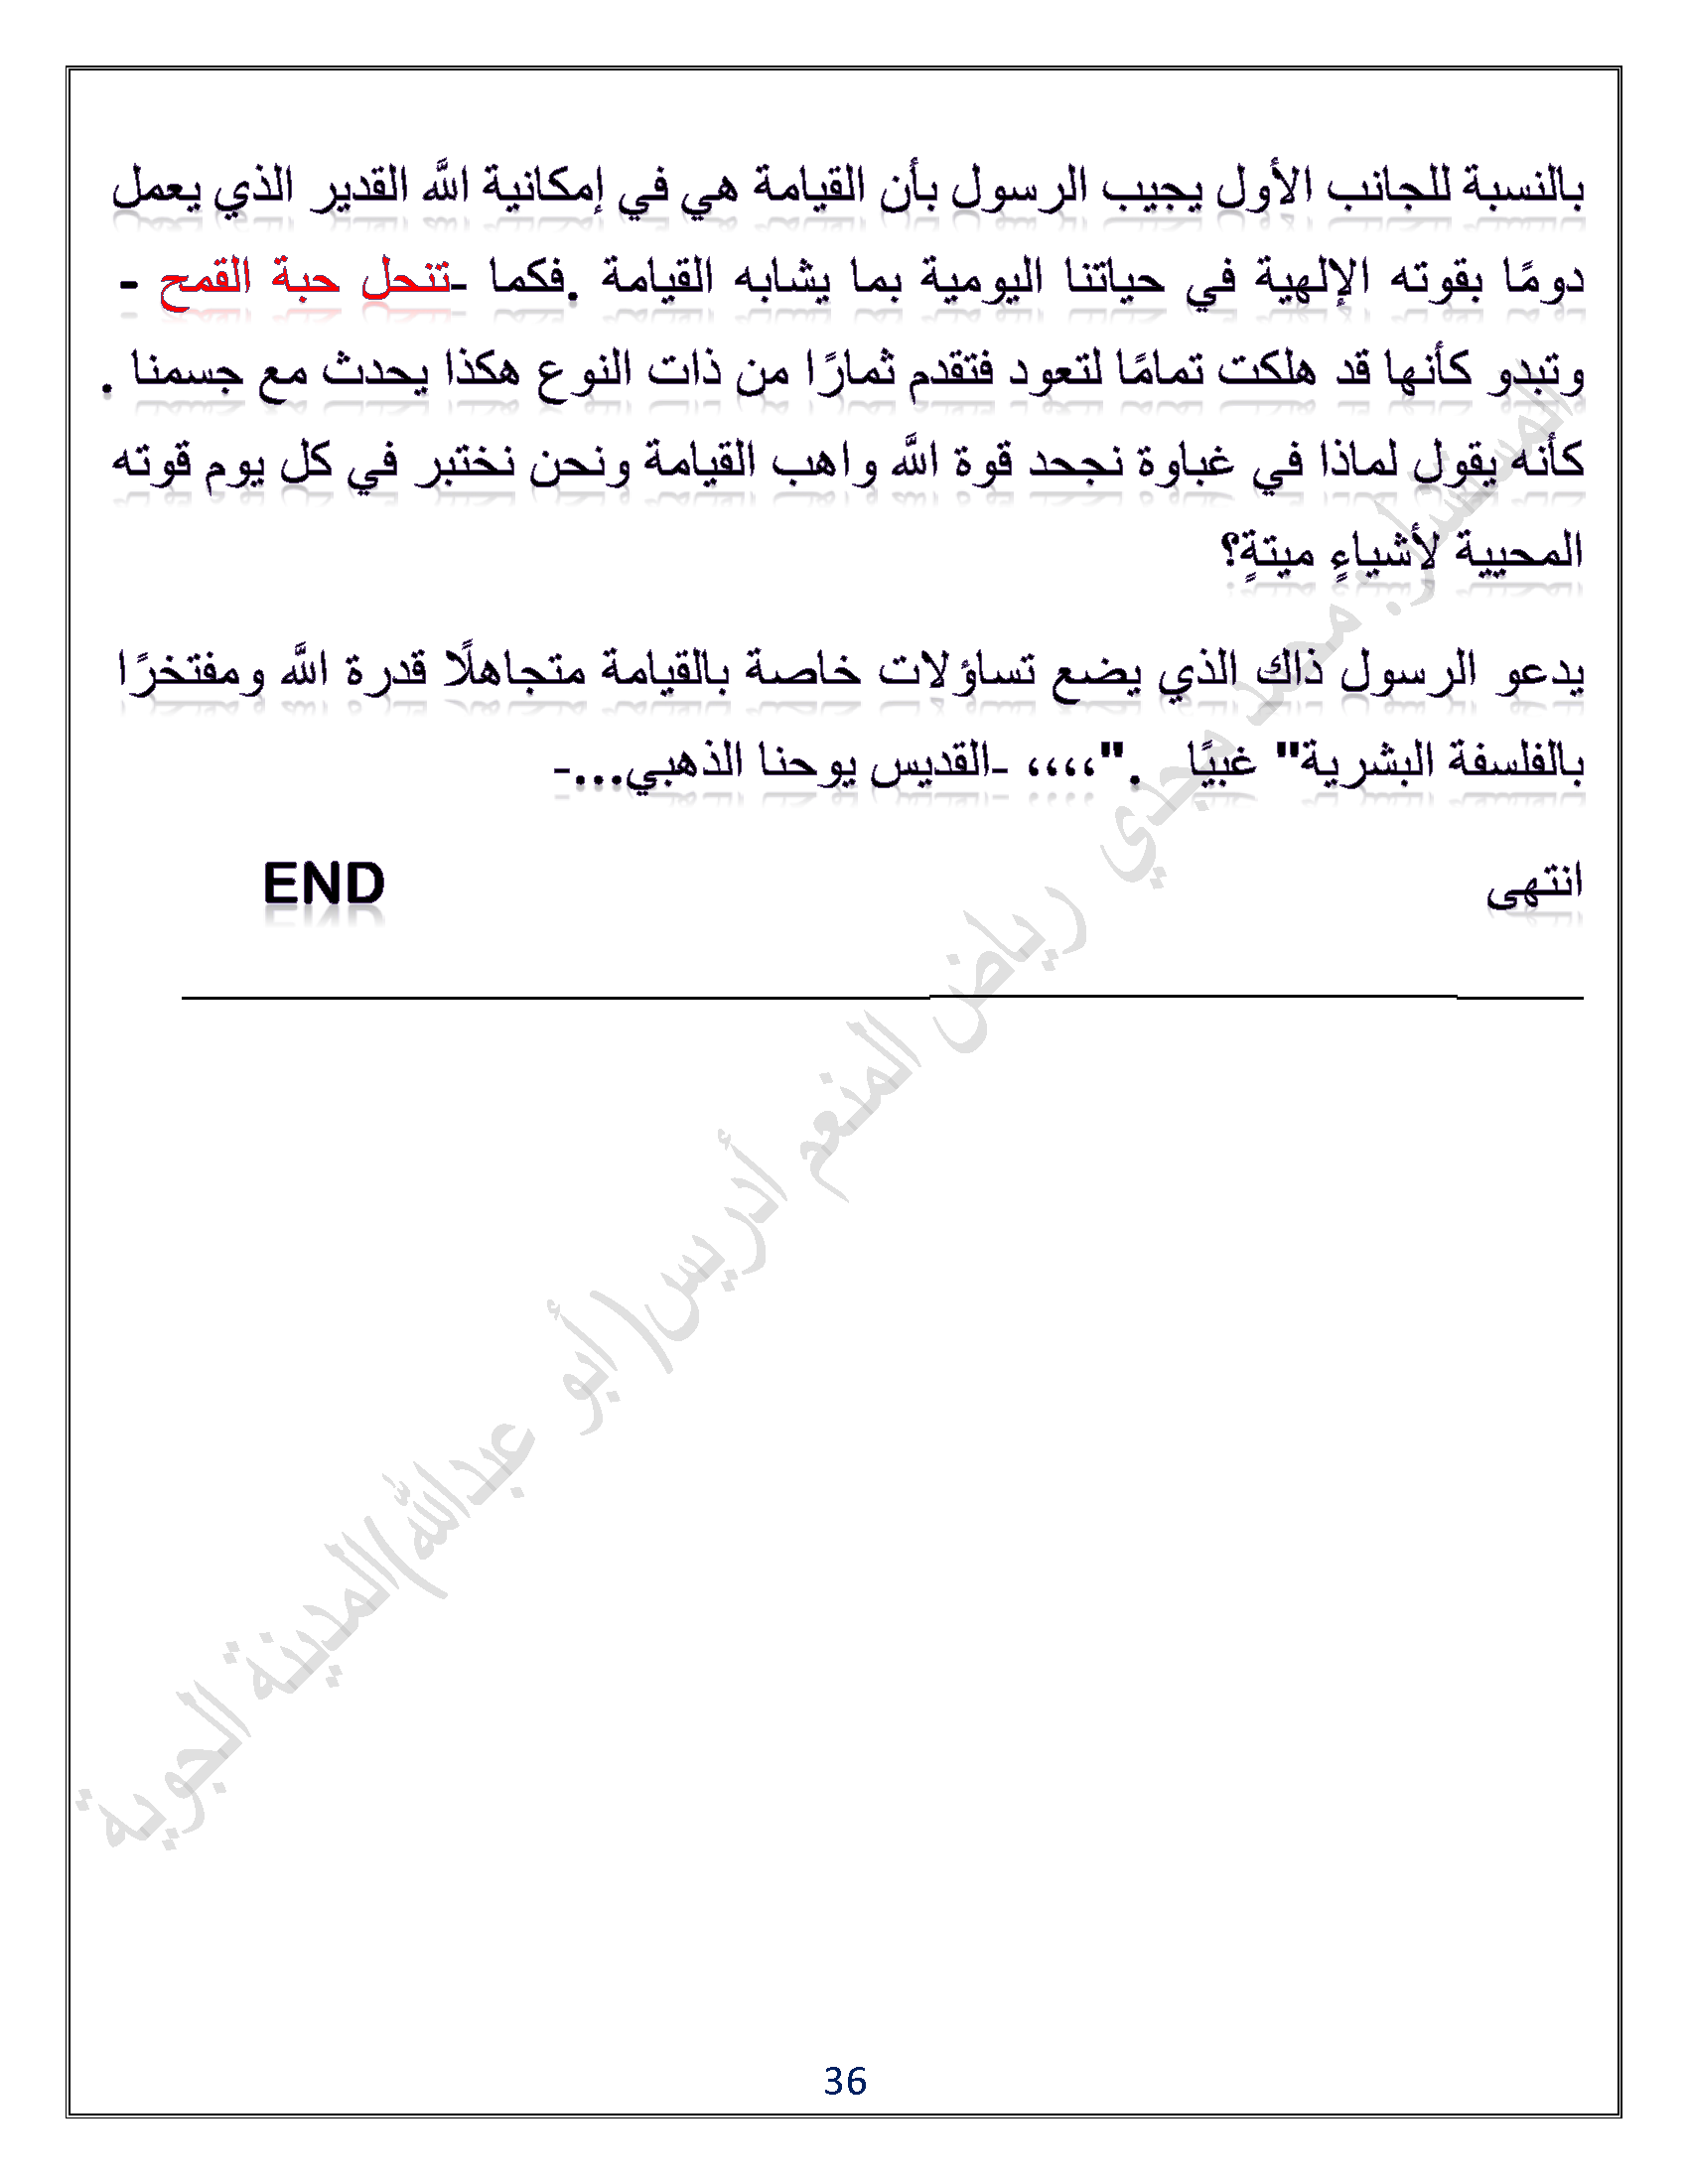 بالنسبة للجانب الأول يجيب الرسول بأن القيامة هي في إمكانية الله القدير الذي يعمل
دومًا بقوته الإلهية في حياتنا اليومية بما يشابه القيامة .فكما -تنحل حبة القمح -
وتبدو كأنها قد هلكت تمامًا لتعود فتقدم ثمارًا من ذات النوع هكذا يحدث مع جسمنا .
كأنه يقول لماذا في غباوة نجحد قوة الله واهب القيامة ونحن نختبر في كل يوم قوته
المحييية لأشياءٍ ميتةٍ؟
يدعو الرسول ذاك الذي يضع تساؤلات خاصة بالقيامة متجاهلًا قدرة الله ومفتخرًا
بالفلسفة البشرية" غبيًا .",،،،، -القديس يوحنا الذهبي...-
انتهى END
المستشار. محمد مجدي رياض المنعم أدريس(أبو عبدالله)المدينة الجوية
36